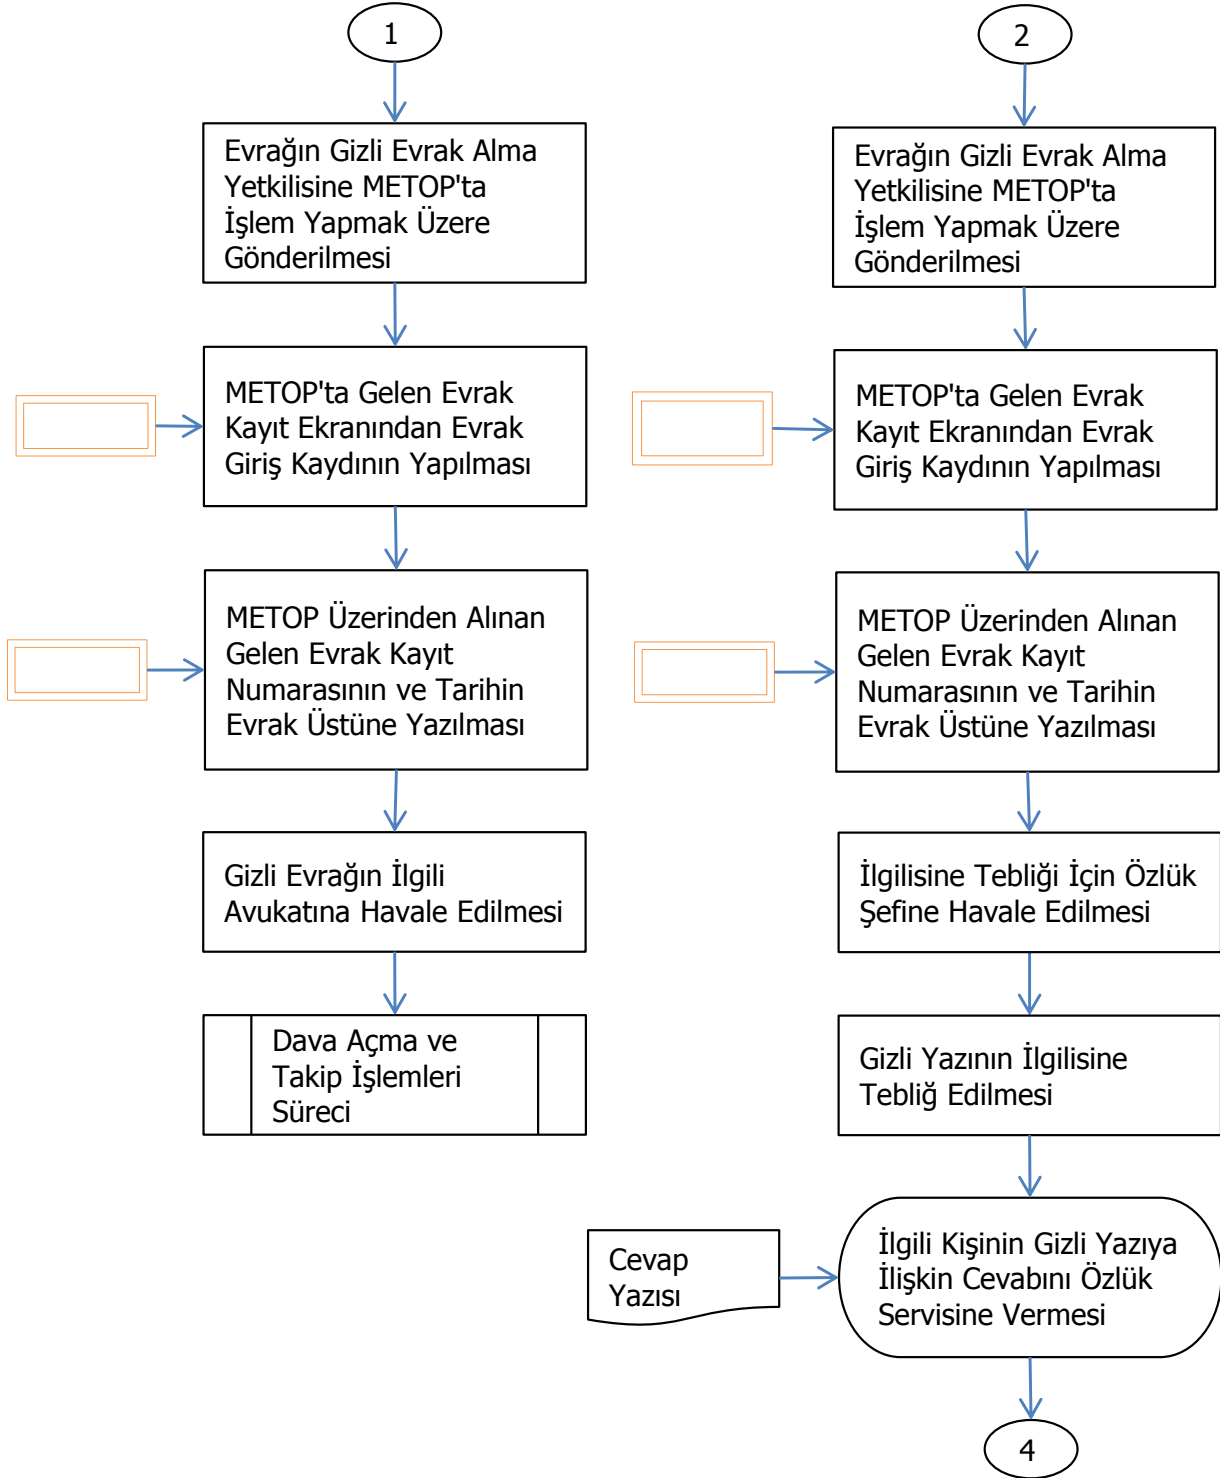 1
Evrağın Gizli Evrak Alma
Yetkilisine METOP'ta
İşlem Yapmak Üzere
Gönderilmesi
METOP'ta Gelen Evrak
Kayıt Ekranından Evrak
Giriş Kaydının Yapılması
METOP Üzerinden Alınan
Gelen Evrak Kayıt
Numarasının ve Tarihin
Evrak Üstüne Yazılması
Gizli Evrağın İlgili
Avukatına Havale Edilmesi
Dava Açma ve
Takip İşlemleri
Süreci
2
Evrağın Gizli Evrak Alma
Yetkilisine METOP'ta
İşlem Yapmak Üzere
Gönderilmesi
METOP'ta Gelen Evrak
Kayıt Ekranından Evrak
Giriş Kaydının Yapılması
METOP Üzerinden Alınan
Gelen Evrak Kayıt
Numarasının ve Tarihin
Evrak Üstüne Yazılması
İlgilisine Tebliği İçin Özlük
Şefine Havale Edilmesi
Gizli Yazının İlgilisine
Tebliğ Edilmesi
Cevap
Yazısı
İlgili Kişinin Gizli Yazıya
İlişkin Cevabını Özlük
Servisine Vermesi
4